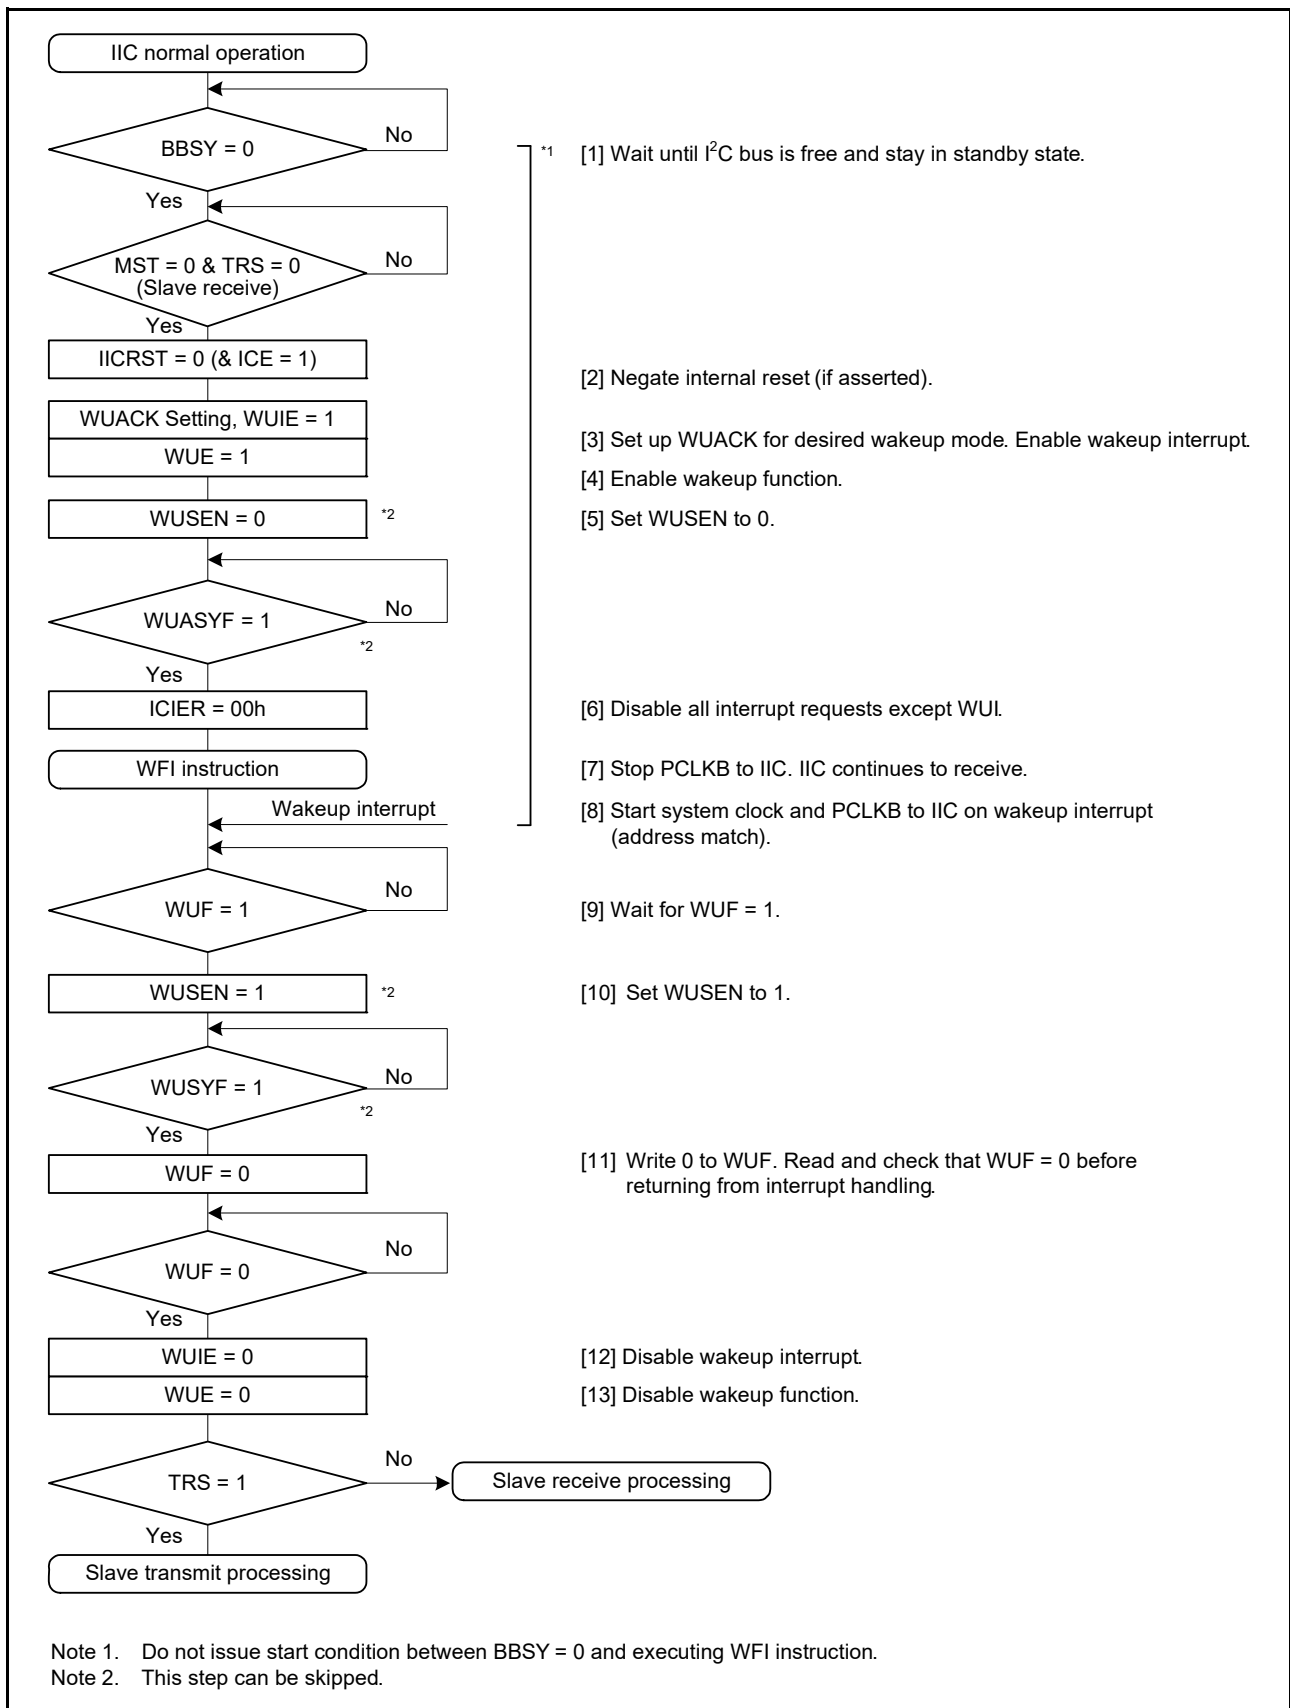 IIC normal operation
BBSY = 0
No
*1
[1] Wait until I²C bus is free and stay in standby state.
Yes
MST = 0 & TRS = 0
(Slave receive)
No
Yes
IICRST = 0 (& ICE = 1)
[2] Negate internal reset (if asserted).
WUACK Setting, WUIE = 1
[3] Set up WUACK for desired wakeup mode. Enable wakeup interrupt.
WUE = 1
[4] Enable wakeup function.
WUSEN = 0
*2
[5] Set WUSEN to 0.
WUASYF = 1
No
*2
Yes
ICIER = 00h
[6] Disable all interrupt requests except WUI.
WFI instruction
[7] Stop PCLKB to IIC. IIC continues to receive.
Wakeup interrupt
[8] Start system clock and PCLKB to IIC on wakeup interrupt
(address match).
WUF = 1
No
[9] Wait for WUF = 1.
WUSEN = 1
*2
[10] Set WUSEN to 1.
WUSYF = 1
No
*2
Yes
WUF = 0
[11] Write 0 to WUF. Read and check that WUF = 0 before
returning from interrupt handling.
WUF = 0
No
Yes
WUIE = 0
[12] Disable wakeup interrupt.
WUE = 0
[13] Disable wakeup function.
TRS = 1
No
Slave receive processing
Yes
Slave transmit processing
Note 1. Do not issue start condition between BBSY = 0 and executing WFI instruction.
Note 2. This step can be skipped.